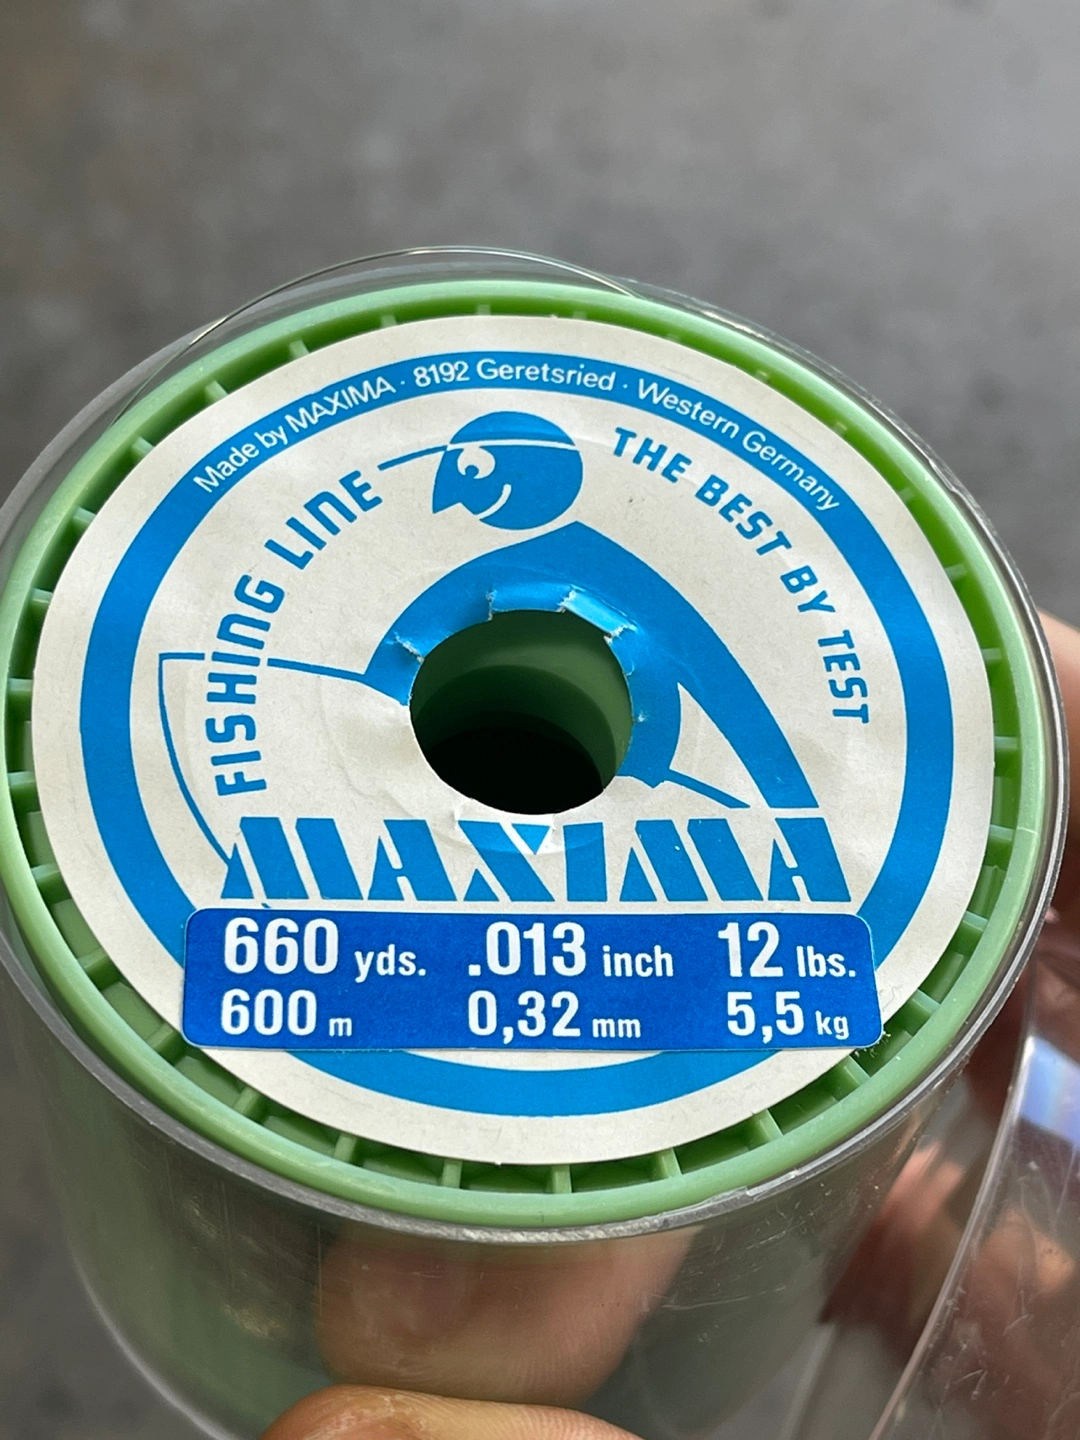 Made by MAXIMA · 8192 Geretsried · Western Germany
FISHING LINE
THE BEST BY TEST
MAXIMA
660 yds. .013 inch 12 lbs.
600 m 0,32 mm 5,5 kg